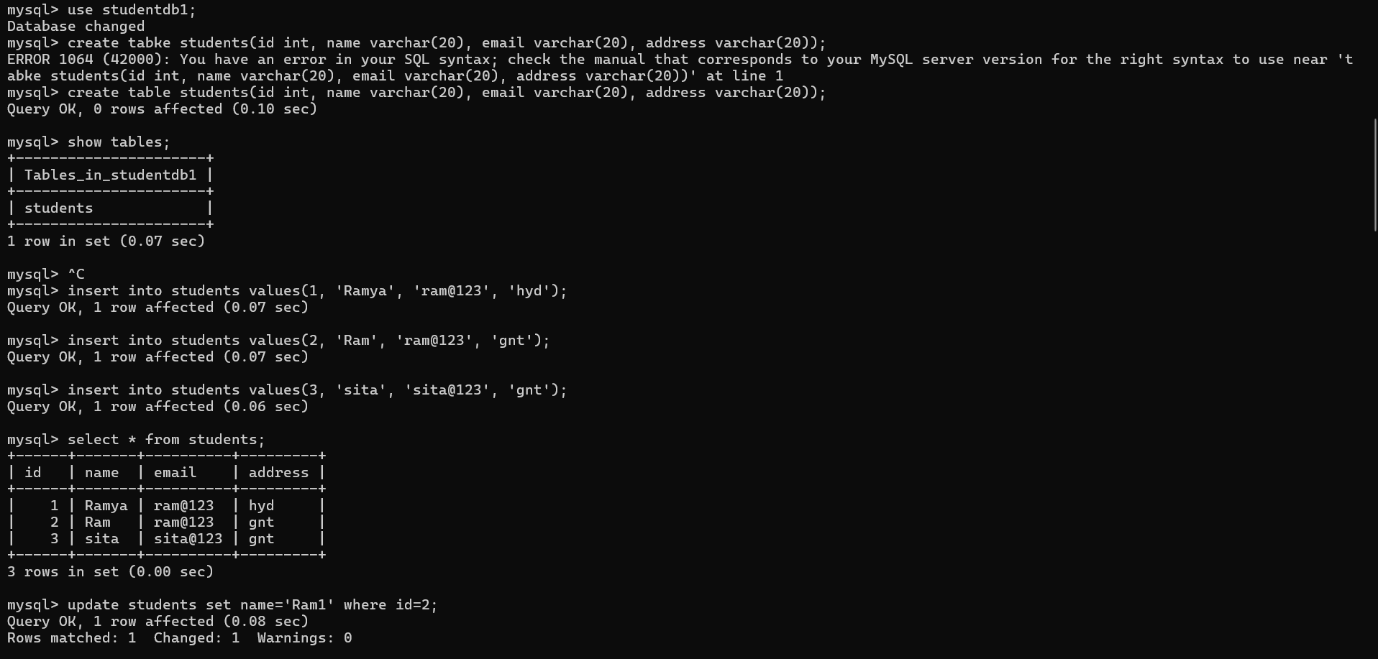 mysql> use studentdb1;
Database changed
mysql> create tabke students(id int, name varchar(20), email varchar(20), address varchar(20));
ERROR 1064 (42000): You have an error in your SQL syntax; check the manual that corresponds to your MySQL server version for the right syntax to use near 't
abke students(id int, name varchar(20), email varchar(20), address varchar(20))' at line 1
mysql> create table students(id int, name varchar(20), email varchar(20), address varchar(20));
Query OK, 0 rows affected (0.10 sec)

mysql> show tables;
+----------------------+
| Tables_in_studentdb1 |
+----------------------+
| students             |
+----------------------+
1 row in set (0.07 sec)

mysql> ^C
mysql> insert into students values(1, 'Ramya', 'ram@123', 'hyd');
Query OK, 1 row affected (0.07 sec)

mysql> insert into students values(2, 'Ram', 'ram@123', 'gnt');
Query OK, 1 row affected (0.07 sec)

mysql> insert into students values(3, 'sita', 'sita@123', 'gnt');
Query OK, 1 row affected (0.06 sec)

mysql> select * from students;
+------+-------+----------+---------+
| id   | name  | email    | address |
+------+-------+----------+---------+
|    1 | Ramya | ram@123  | hyd     |
|    2 | Ram   | ram@123  | gnt     |
|    3 | sita  | sita@123 | gnt     |
+------+-------+----------+---------+
3 rows in set (0.00 sec)

mysql> update students set name='Ram1' where id=2;
Query OK, 1 row affected (0.08 sec)
Rows matched: 1  Changed: 1  Warnings: 0